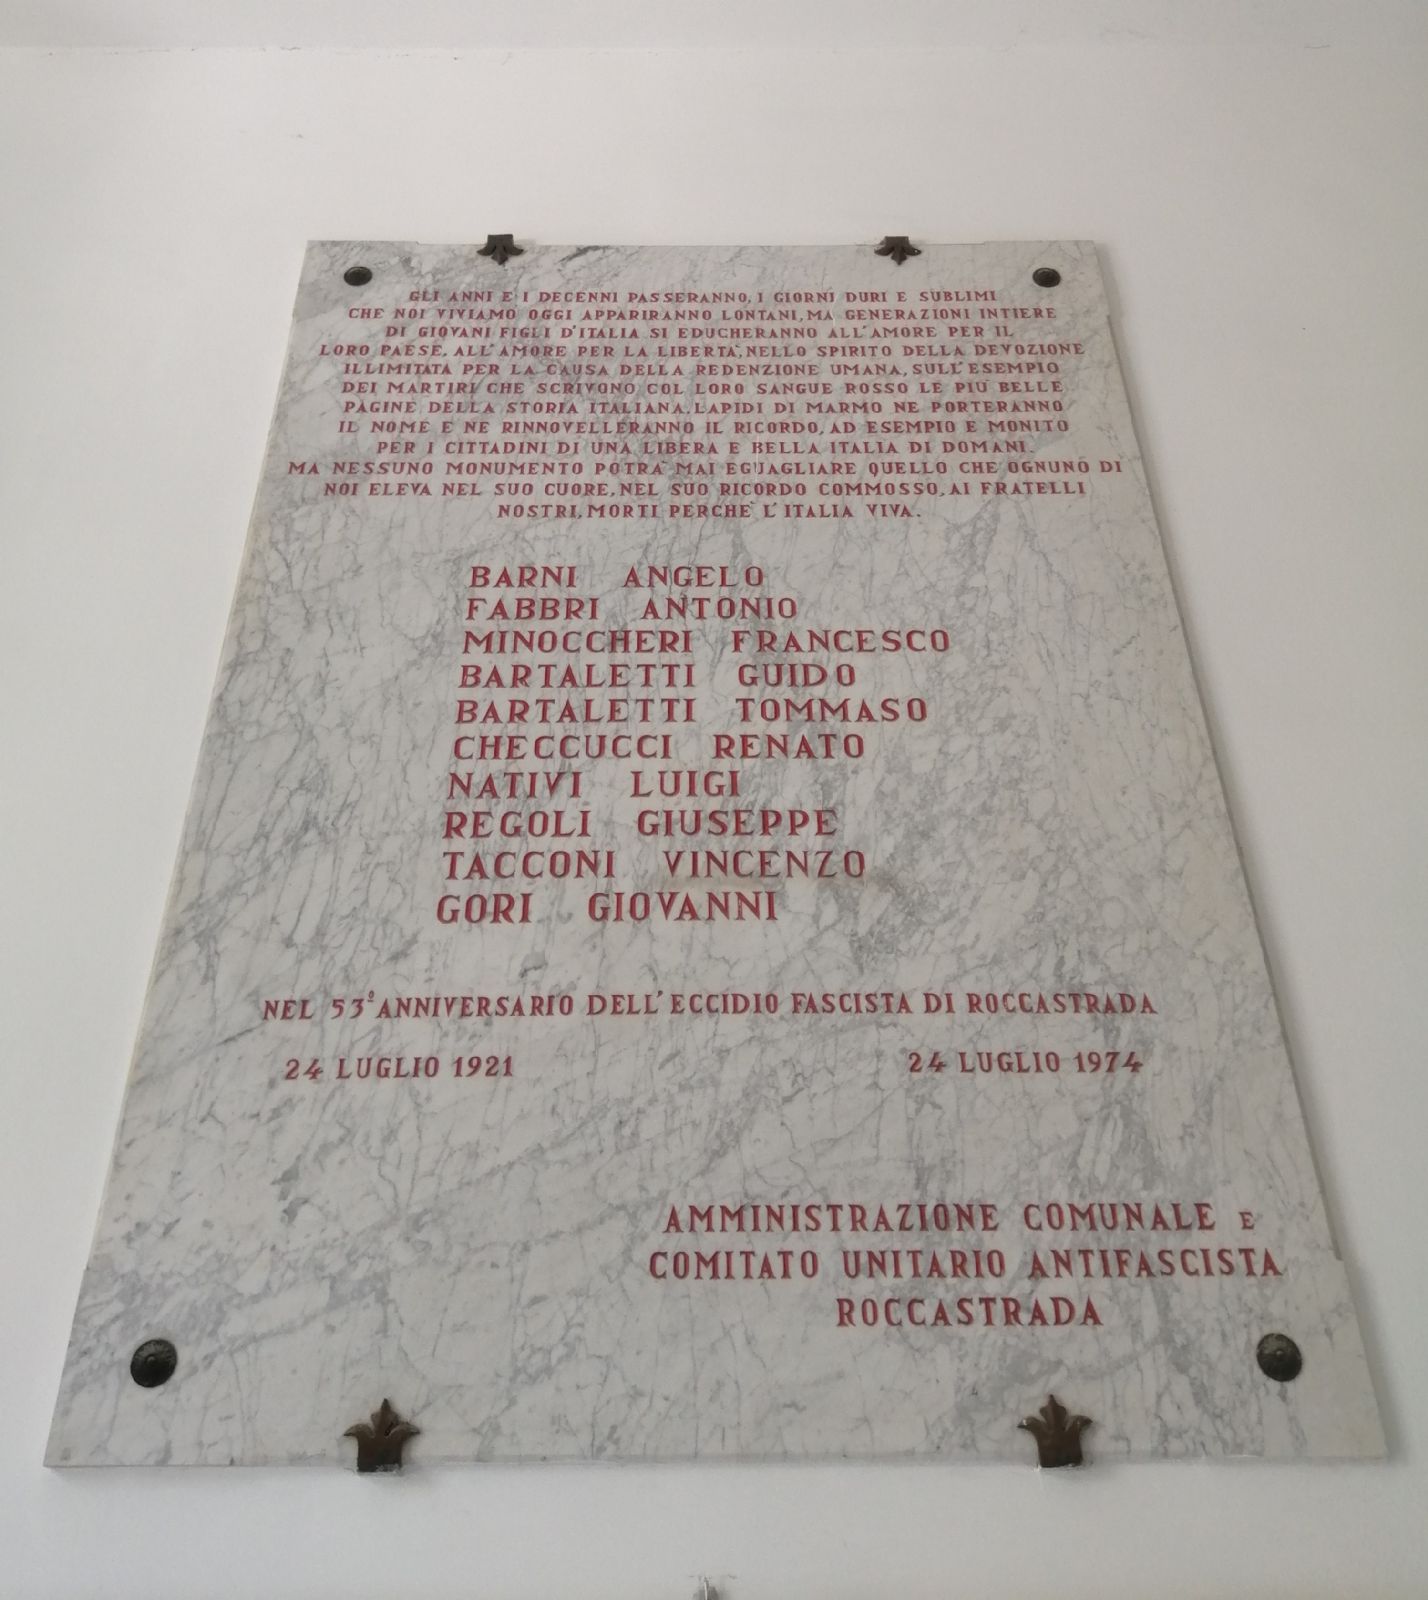 GLI ANNI E I DECENNI PASSERANNO, I GIORNI DURI E SUBLIMI
CHE NOI VIVIAMO OGGI APPARIRANNO LONTANI, MA GENERAZIONI INTIERE
DI GIOVANI FIGLI D'ITALIA SI EDUCHERANNO ALL'AMORE PER IL
LORO PAESE, ALL'AMORE PER LA LIBERTA', NELLO SPIRITO DELLA DEVOZIONE
ILLIMITATA PER LA CAUSA DELLA REDENZIONE UMANA, SULL'ESEMPIO
DEI MARTIRI CHE SCRIVONO COL LORO SANGUE ROSSO LE PIU' BELLE
PAGINE DELLA STORIA ITALIANA. LAPIDI DI MARMO NE PORTERANNO
IL NOME E NE RINNOVELLERANNO IL RICORDO, AD ESEMPIO E MONITO
PER I CITTADINI DI UNA LIBERA E BELLA ITALIA DI DOMANI.
MA NESSUNO MONUMENTO POTRA' MAI EGUAGLIARE QUELLO CHE OGNUNO DI
NOI ELEVA NEL SUO CUORE, NEL SUO RICORDO COMMOSSO, AI FRATELLI
NOSTRI, MORTI PERCHE' L'ITALIA VIVA.
BARNI ANGELO
FABBRI ANTONIO
MINOCCHERI FRANCESCO
BARTALETTI GUIDO
BARTALETTI TOMMASO
CHECCUCCI RENATO
NATIVI LUIGI
REGOLI GIUSEPPE
TACCONI VINCENZO
GORI GIOVANNI
NEL 53º ANNIVERSARIO DELL'ECCIDIO FASCISTA DI ROCCASTRADA
24 LUGLIO 1921 24 LUGLIO 1974
AMMINISTRAZIONE COMUNALE E
COMITATO UNITARIO ANTIFASCISTA
ROCCASTRADA